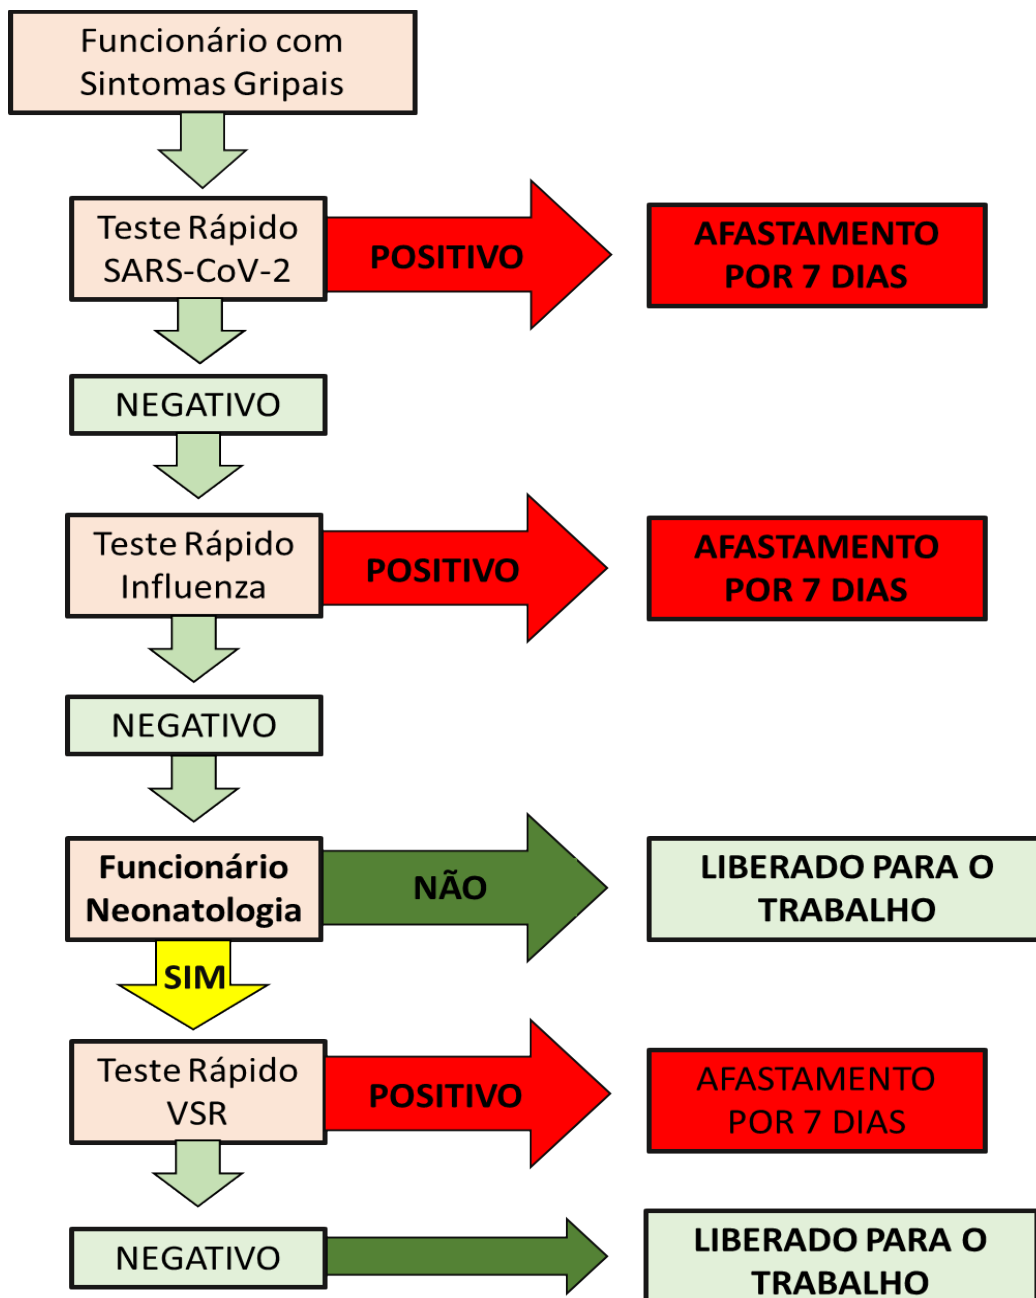 Funcionário com
Sintomas Gripais
Teste Rápido
SARS-CoV-2
POSITIVO
AFASTAMENTO
POR 7 DIAS
NEGATIVO
Teste Rápido
Influenza
POSITIVO
AFASTAMENTO
POR 7 DIAS
NEGATIVO
Funcionário
Neonatologia
NÃO
LIBERADO PARA O
TRABALHO
SIM
Teste Rápido
VSR
POSITIVO
AFASTAMENTO
POR 7 DIAS
NEGATIVO
LIBERADO PARA O
TRABALHO